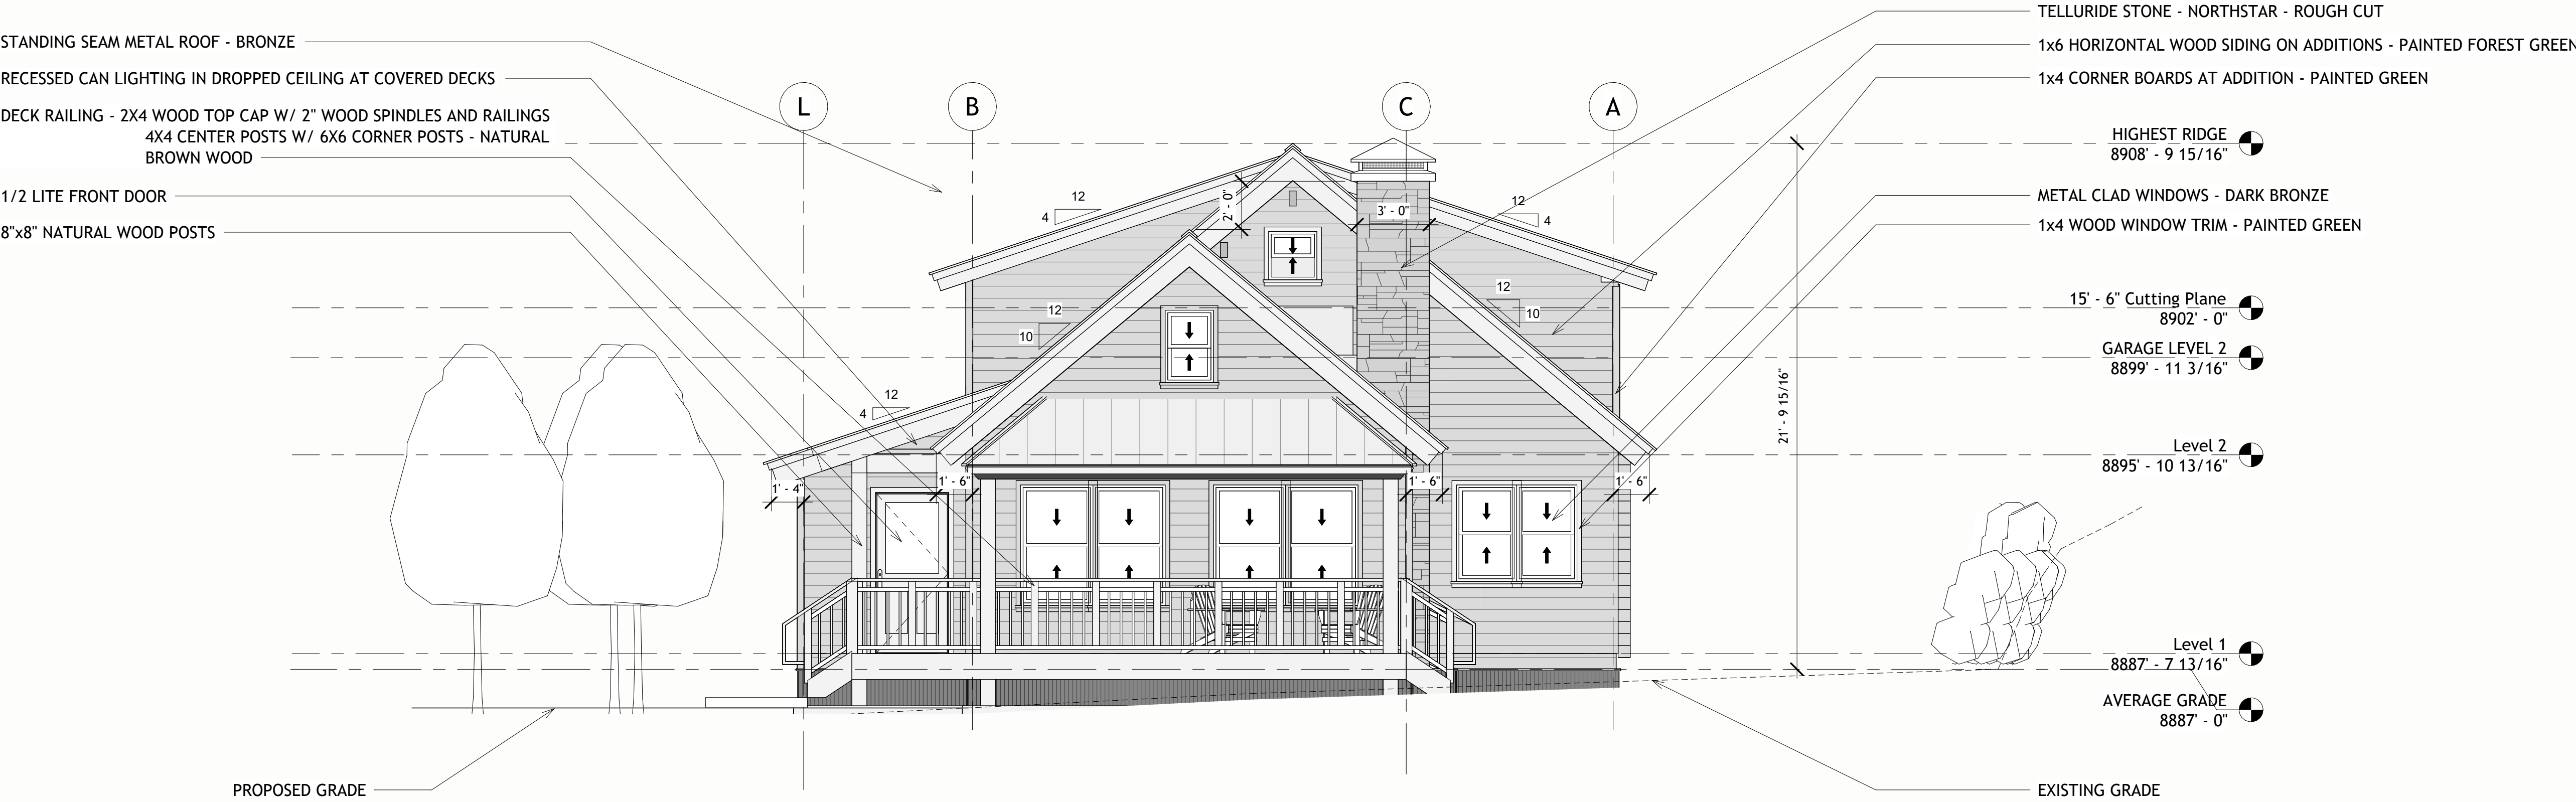 STANDING SEAM METAL ROOF - BRONZE
RECESSED CAN LIGHTING IN DROPPED CEILING AT COVERED DECKS
DECK RAILING - 2X4 WOOD TOP CAP W/ 2" WOOD SPINDLES AND RAILINGS
4X4 CENTER POSTS W/ 6X6 CORNER POSTS - NATURAL
BROWN WOOD
1/2 LITE FRONT DOOR
8"x8" NATURAL WOOD POSTS
L
B
C
A
TELLURIDE STONE - NORTHSTAR - ROUGH CUT
1x6 HORIZONTAL WOOD SIDING ON ADDITIONS - PAINTED FOREST GREEN
1x4 CORNER BOARDS AT ADDITION - PAINTED GREEN
HIGHEST RIDGE
8908' - 9 15/16"
METAL CLAD WINDOWS - DARK BRONZE
1x4 WOOD WINDOW TRIM - PAINTED GREEN
15' - 6" Cutting Plane
8902' - 0"
GARAGE LEVEL 2
8899' - 11 3/16"
Level 2
8895' - 10 13/16"
Level 1
8887' - 7 13/16"
AVERAGE GRADE
8887' - 0"
12
4
2' - 0"
3' - 0"
12
4
12
10
12
10
12
4
21' - 9 15/16"
1' - 4"
1' - 6"
1' - 6"
1' - 6"
PROPOSED GRADE
EXISTING GRADE